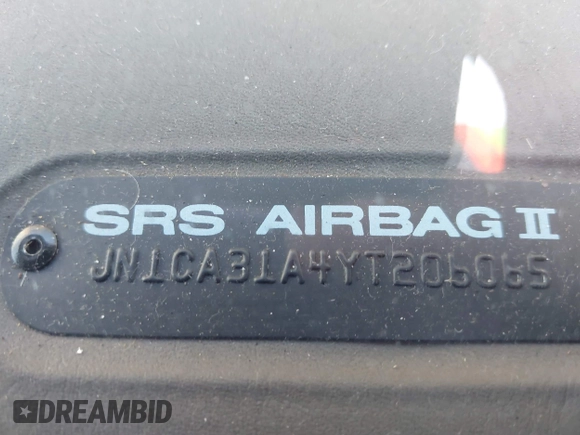 SRS AIRBAG II
JN1CA31A4YT206065
DREAMBID